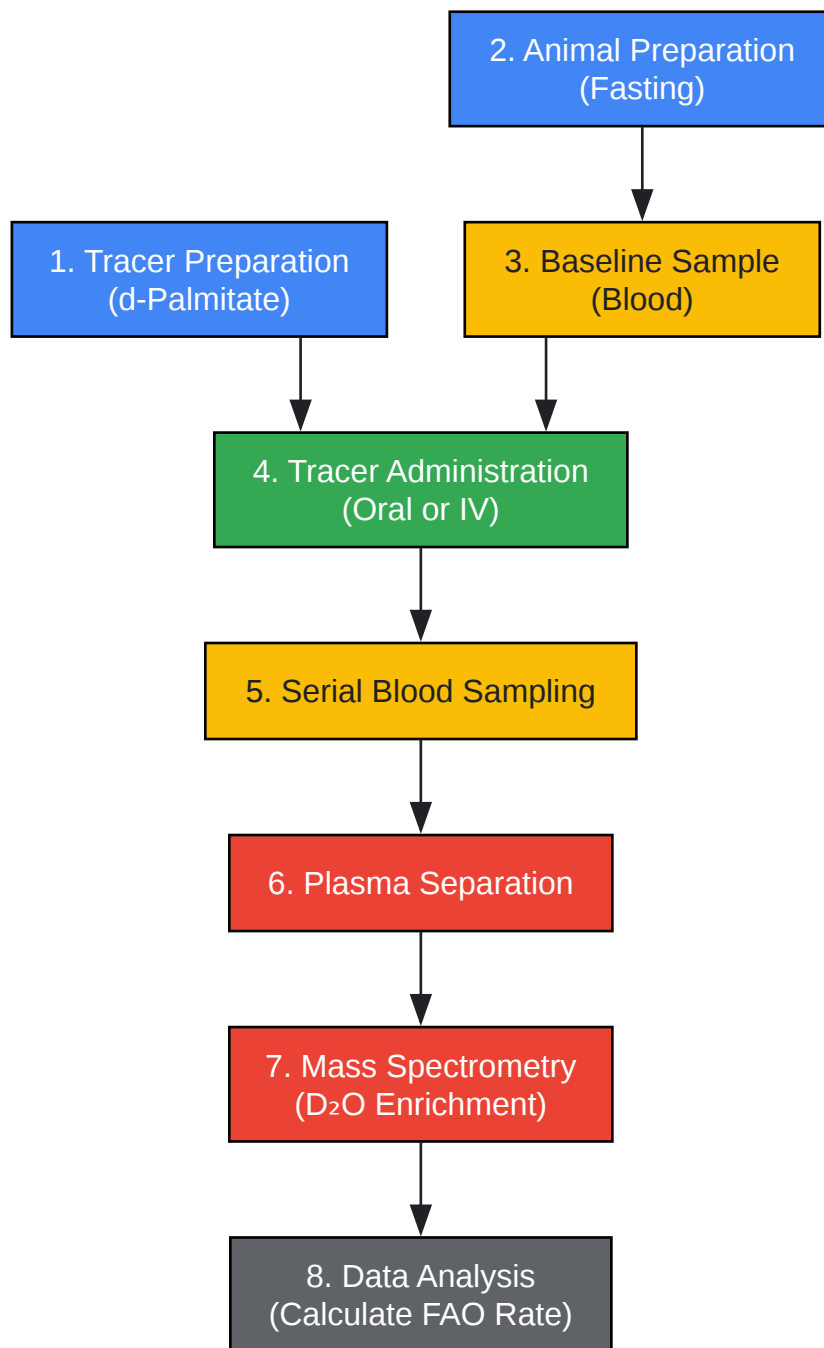 2. Animal Preparation
(Fasting)
1. Tracer Preparation
(d-Palmitate)
3. Baseline Sample
(Blood)
4. Tracer Administration
(Oral or IV)
5. Serial Blood Sampling
6. Plasma Separation
7. Mass Spectrometry
(D₂O Enrichment)
8. Data Analysis
(Calculate FAO Rate)